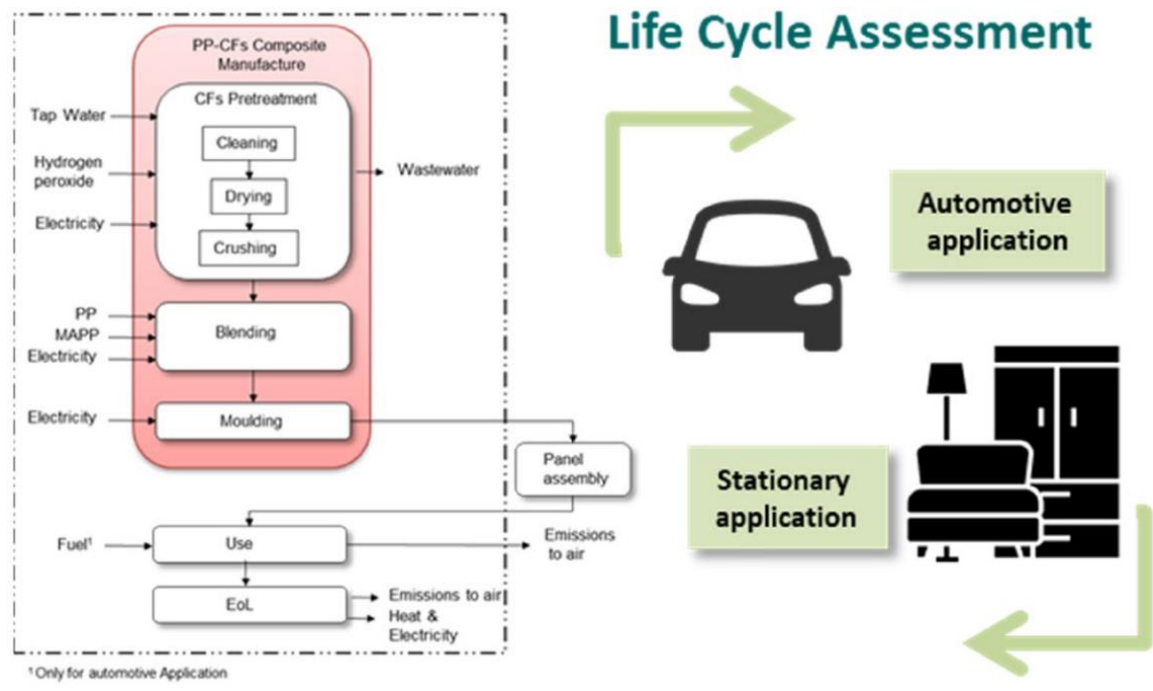 PP-CFs Composite
Manufacture
CFs Pretreatment
Tap Water
Cleaning
Hydrogen
peroxide
Wastewater
Drying
Electricity
Crushing
PP
MAPP
Blending
Electricity
Electricity
Moulding
Panel
assembly
Fuel¹
Use
Emissions
to air
EoL
Emissions to air
Heat &
Electricity
¹ Only for automotive Application
Life Cycle Assessment
Automotive
application
Stationary
application